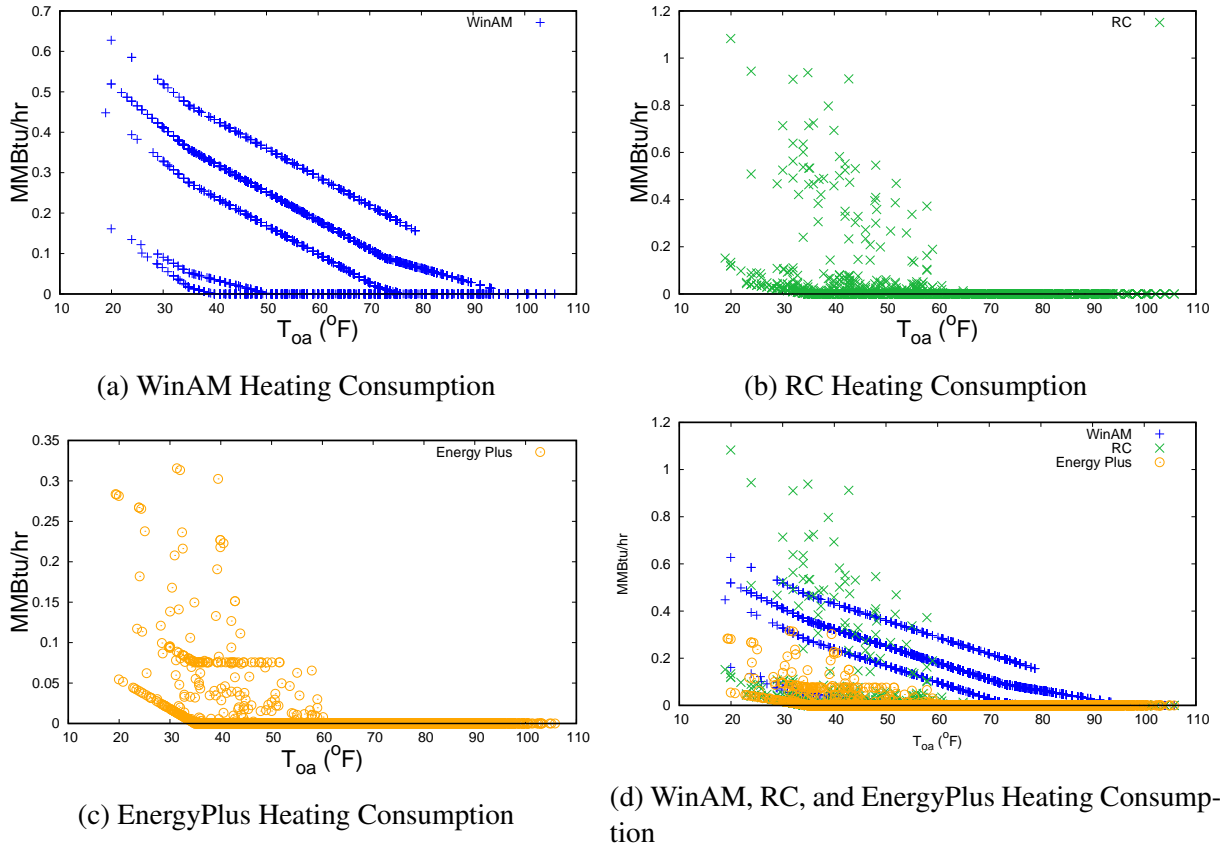 0.7
0.6
0.5
0.4
0.3
0.2
0.1
0
MMBtu/hr
WinAM
10 20 30 40 50 60 70 80 90 100 110
Toa (oF)
(a) WinAM Heating Consumption
1.2
1
0.8
0.6
0.4
0.2
0
MMBtu/hr
RC
10 20 30 40 50 60 70 80 90 100 110
Toa (oF)
(b) RC Heating Consumption
0.35
0.3
0.25
0.2
0.15
0.1
0.05
0
MMBtu/hr
Energy Plus
10 20 30 40 50 60 70 80 90 100 110
Toa (oF)
(c) EnergyPlus Heating Consumption
1.2
1
0.8
0.6
0.4
0.2
0
MMBtu/hr
WinAM
RC
Energy Plus
10 20 30 40 50 60 70 80 90 100 110
Toa (oF)
(d) WinAM, RC, and EnergyPlus Heating Consump-
tion